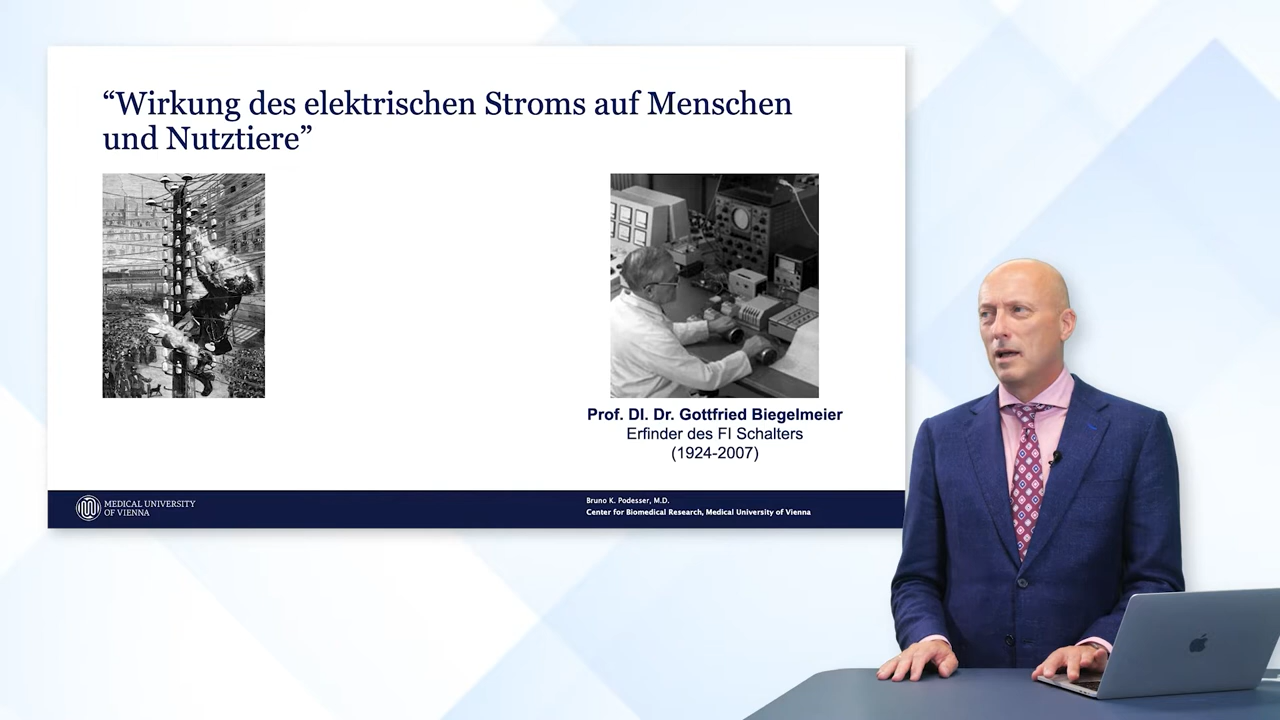 “Wirkung des elektrischen Stroms auf Menschen
und Nutztiere”
Prof. DI. Dr. Gottfried Biegelmeier
Erfinder des FI Schalters
(1924-2007)
MEDICAL UNIVERSITY
OF VIENNA
Bruno K. Podesser, M.D.
Center for Biomedical Research, Medical University of Vienna